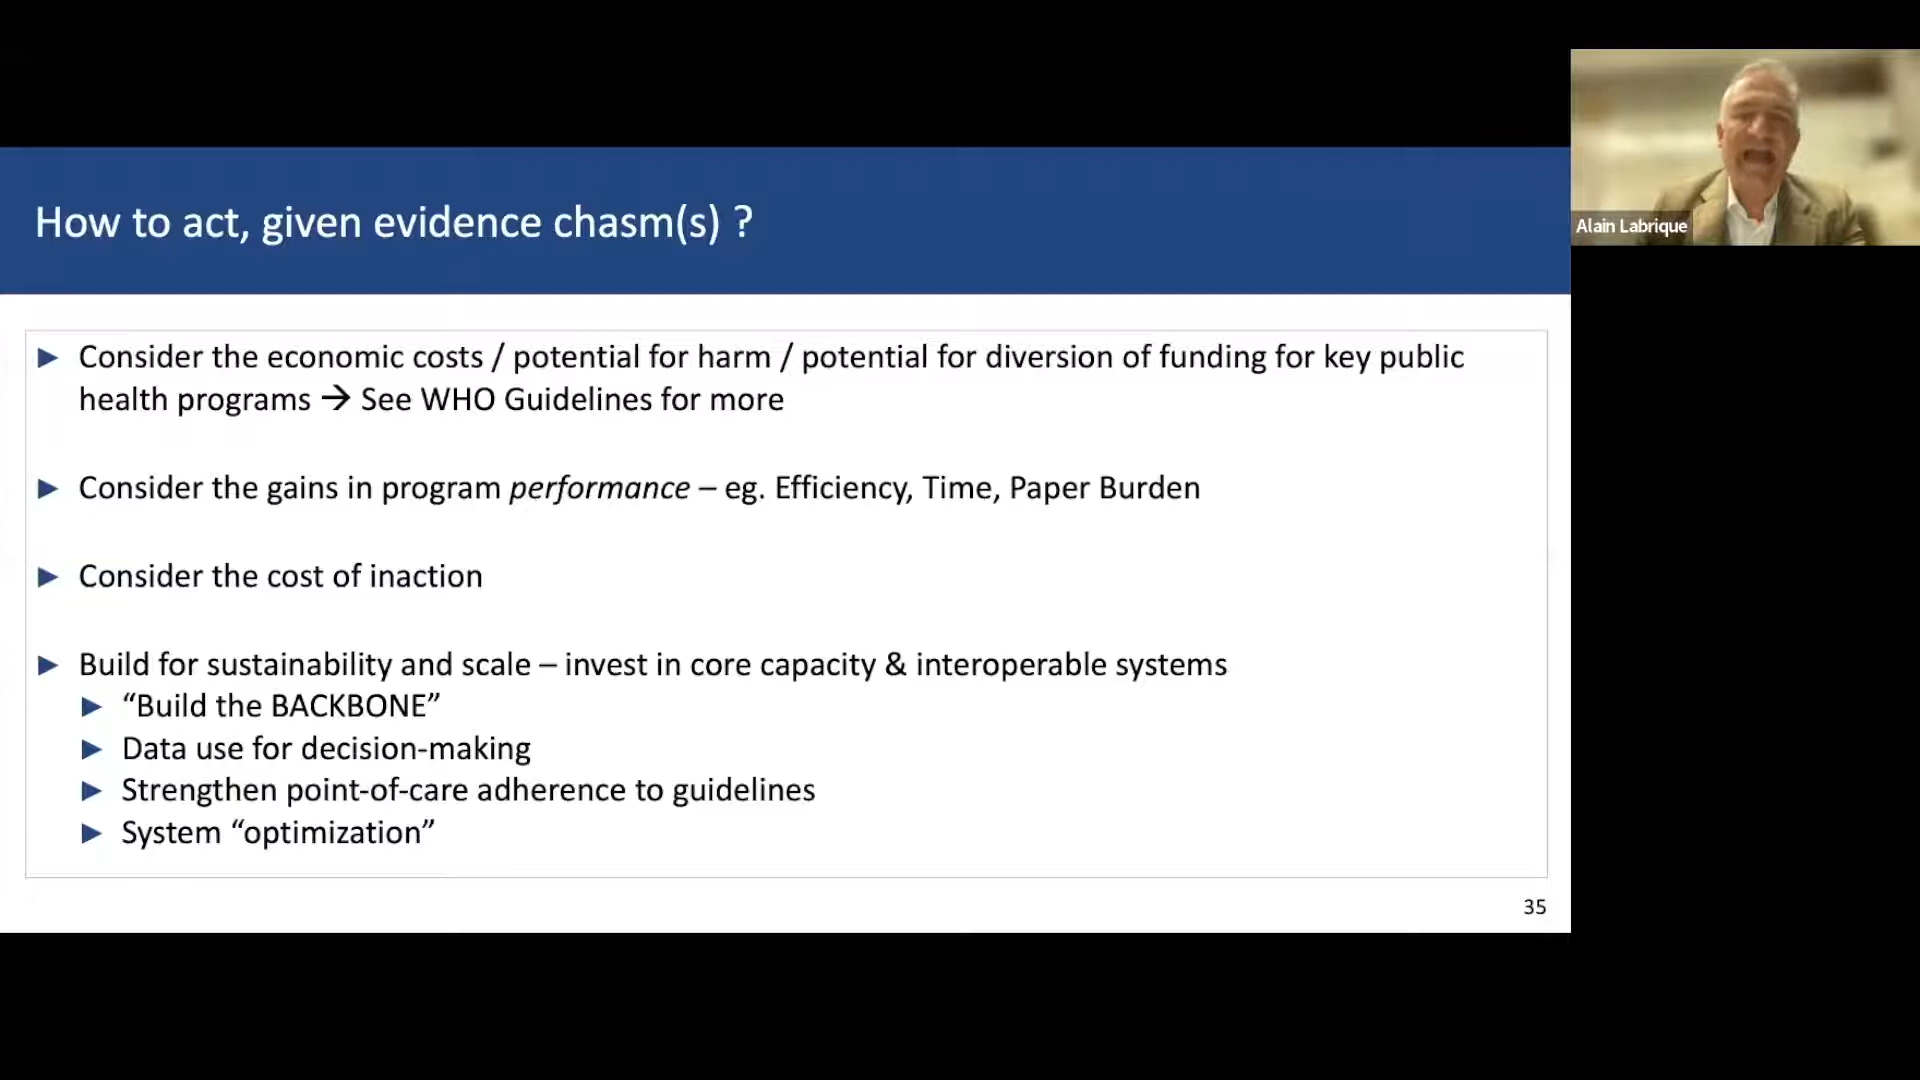 How to act, given evidence chasm(s) ?
Alain Labrique
► Consider the economic costs / potential for harm / potential for diversion of funding for key public
health programs → See WHO Guidelines for more
► Consider the gains in program performance – eg. Efficiency, Time, Paper Burden
► Consider the cost of inaction
► Build for sustainability and scale – invest in core capacity & interoperable systems
► “Build the BACKBONE”
► Data use for decision-making
► Strengthen point-of-care adherence to guidelines
► System “optimization”
35